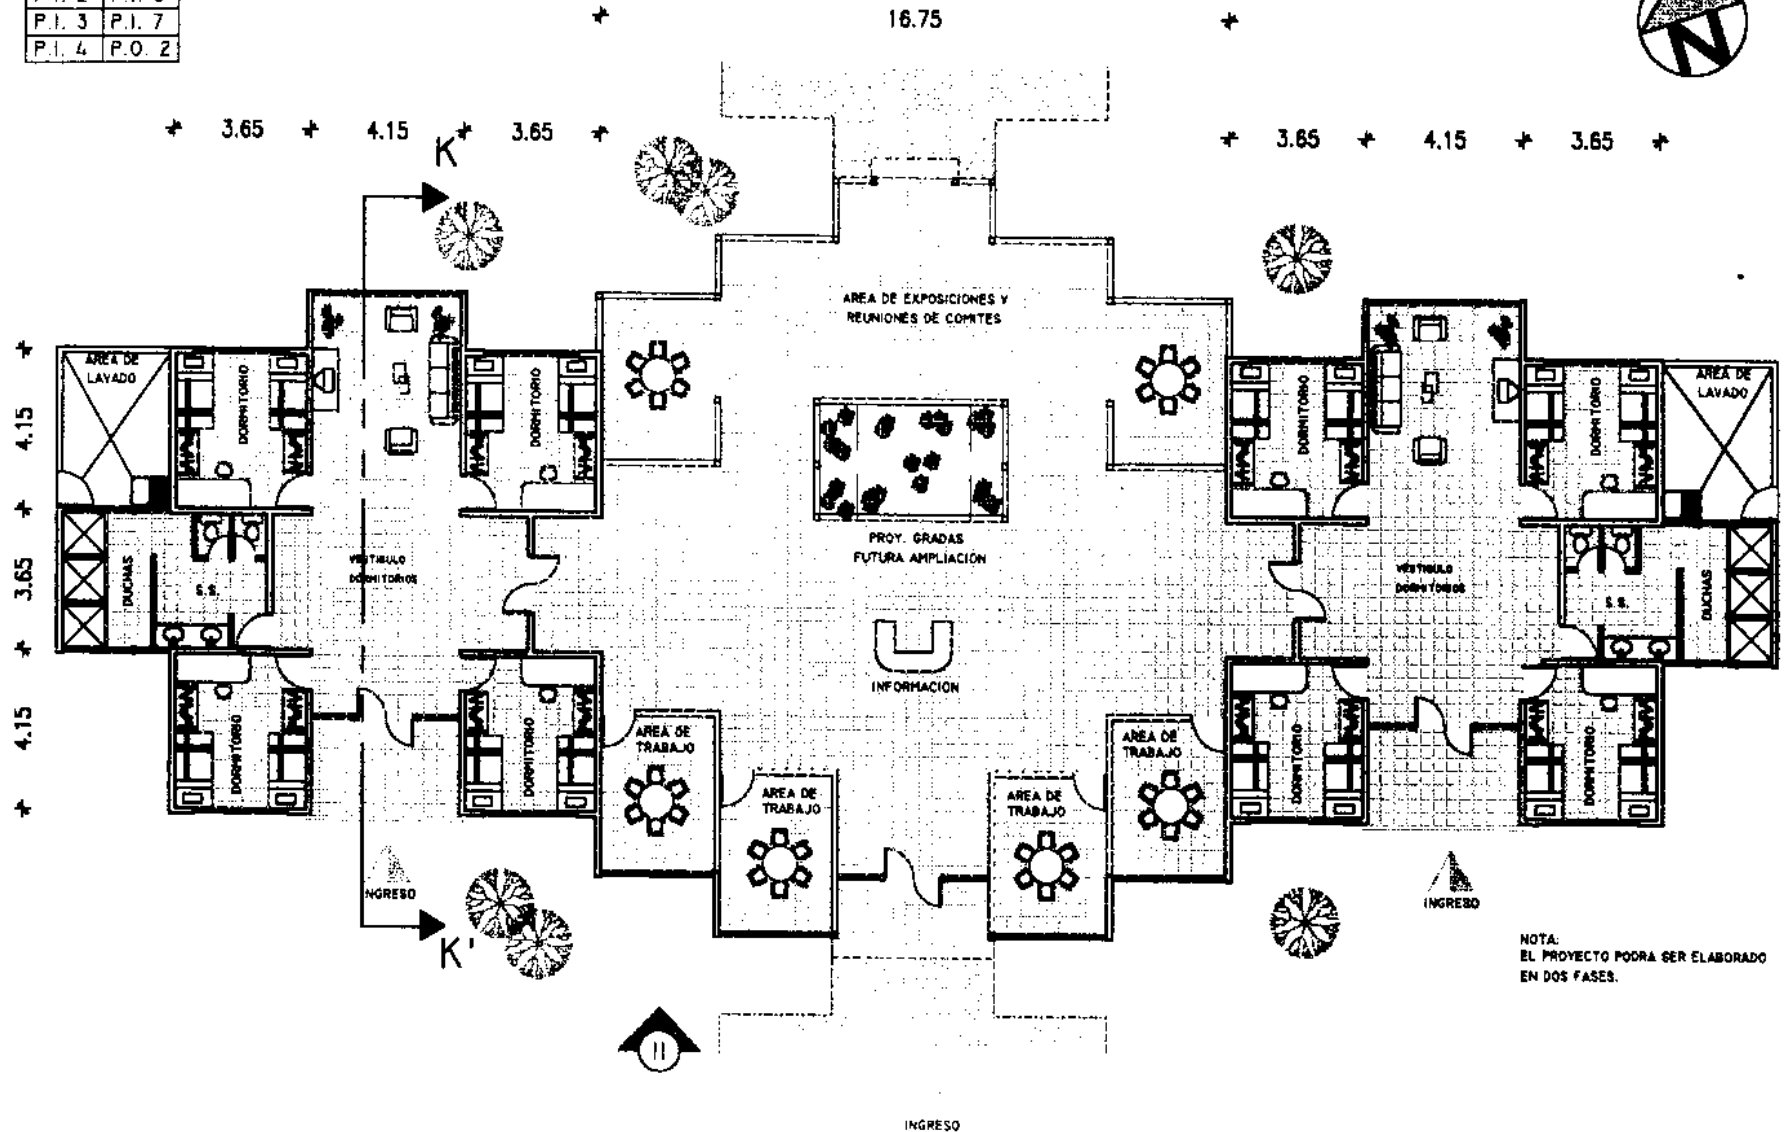 P.I. 3 P.I. 7
P.I. 4 P.O. 2
16.75
N
3.65 4.15 3.65
3.65 4.15 3.65
K
AREA DE EXPOSICIONES Y
REUNIONES DE COMITES
AREA DE
LAVADO
DORMITORIO
DORMITORIO
DORMITORIO
DORMITORIO
AREA DE
LAVADO
4.15
PROY. GRADAS
FUTURA AMPLIACION
3.65
DUCHAS
S.S.
VESTIBULO
DORMITORIOS
VESTIBULO
DORMITORIOS
S.S.
DUCHAS
INFORMACION
4.15
DORMITORIO
DORMITORIO
AREA DE
TRABAJO
AREA DE
TRABAJO
AREA DE
TRABAJO
AREA DE
TRABAJO
DORMITORIO
DORMITORIO
INGRESO
INGRESO
K'
NOTA:
EL PROYECTO PODRA SER ELABORADO
EN DOS FASES.
11
INGRESO